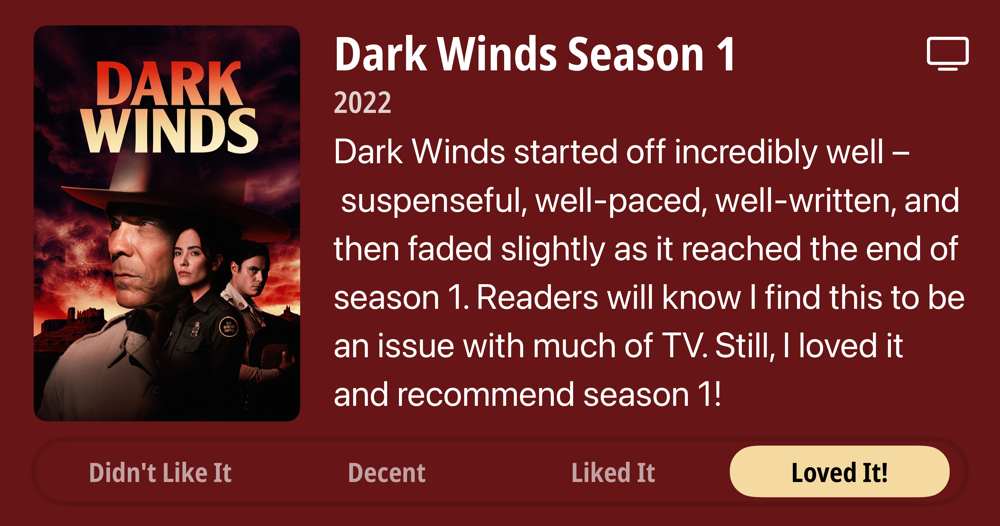 DARK
WINDS
Dark Winds Season 1
2022
Dark Winds started off incredibly well –
suspenseful, well-paced, well-written, and
then faded slightly as it reached the end of
season 1. Readers will know I find this to be
an issue with much of TV. Still, I loved it
and recommend season 1!
Didn't Like It
Decent
Liked It
Loved It!